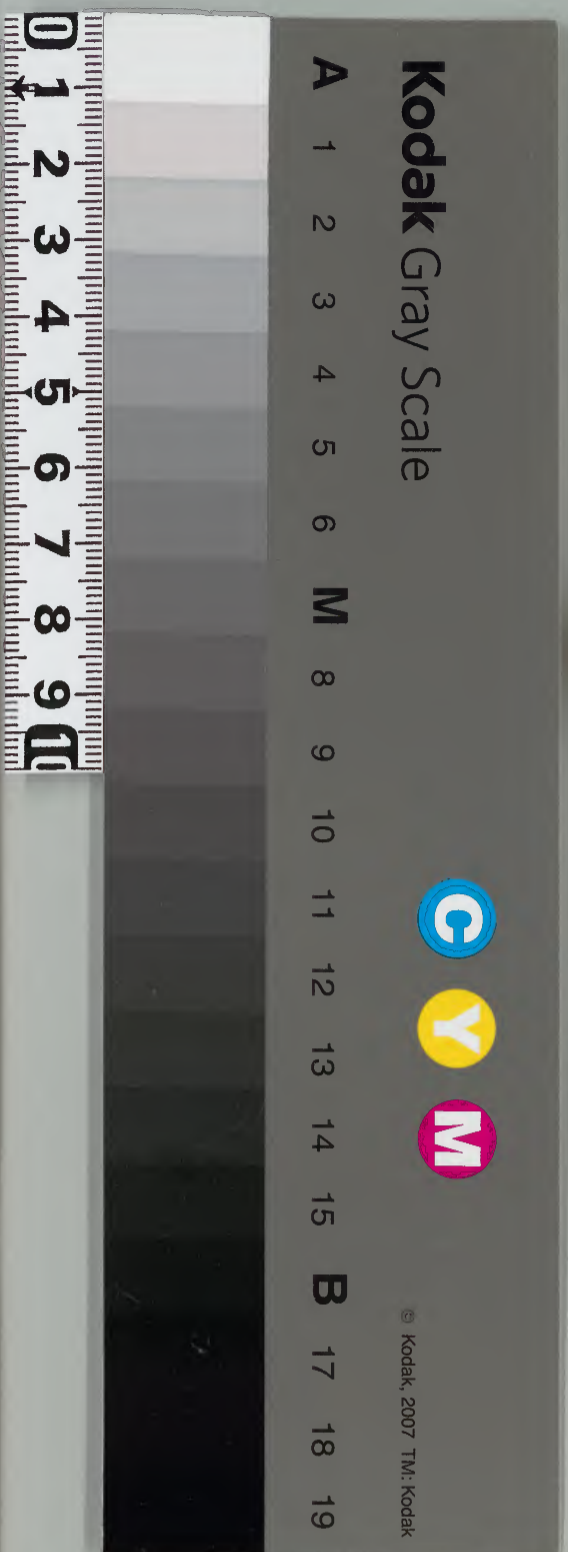 Kodak Gray Scale
C Y M
© Kodak, 2007 TM: Kodak
A 1 2 3 4 5 6 M 8 9 10 11 12 13 14 15 B 17 18 19
0 1 2 3 4 5 6 7 8 9 10